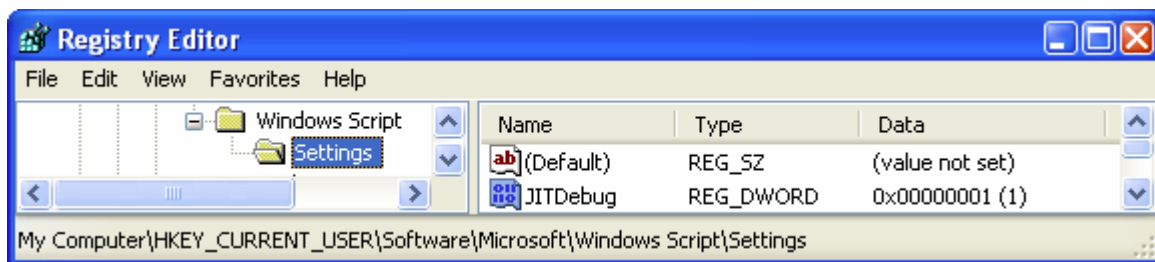 Registry Editor
File Edit View Favorites Help
Windows Script
Settings
Name Type Data
(Default) REG_SZ (value not set)
JITDebug REG_DWORD 0x00000001 (1)
My Computer\HKEY_CURRENT_USER\Software\Microsoft\Windows Script\Settings